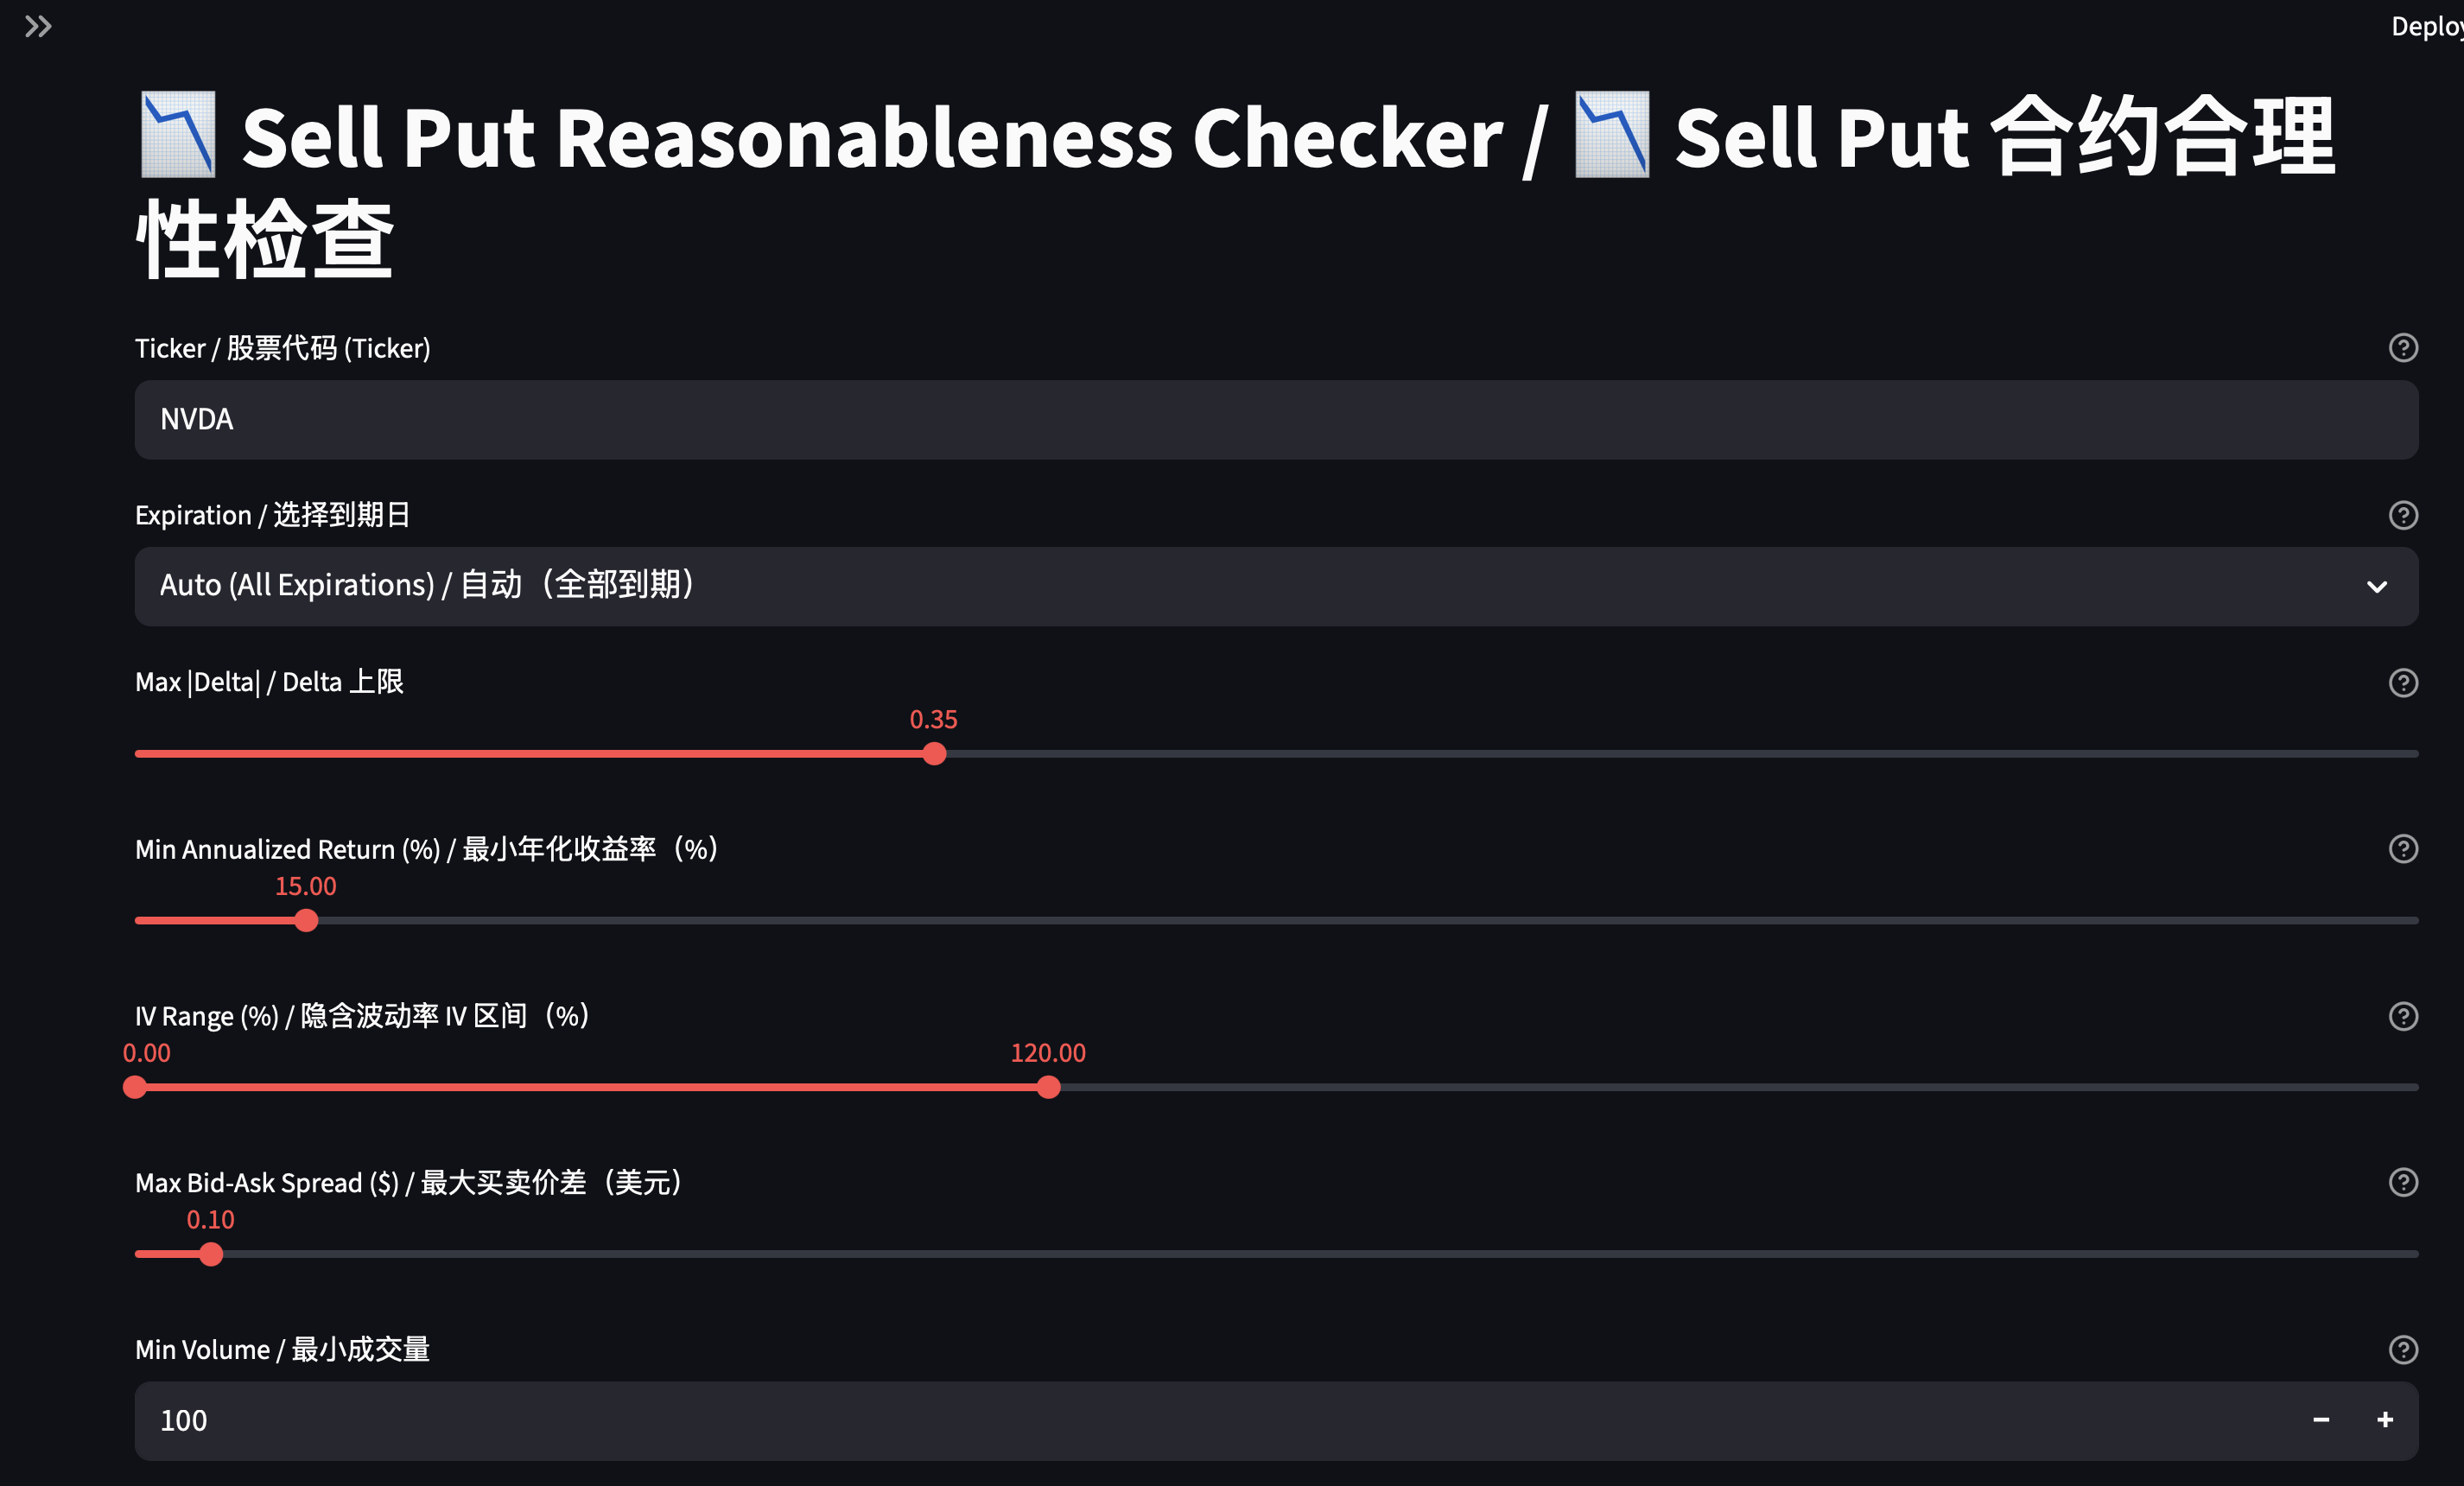 Deploy
📉 Sell Put Reasonableness Checker / 📉 Sell Put 合约合理
性检查
Ticker / 股票代码 (Ticker)
NVDA
Expiration / 选择到期日
Auto (All Expirations) / 自动（全部到期）
Max |Delta| / Delta 上限
0.35
Min Annualized Return (%) / 最小年化收益率（%）
15.00
IV Range (%) / 隐含波动率 IV 区间（%）
0.00 120.00
Max Bid-Ask Spread ($) / 最大买卖价差（美元）
0.10
Min Volume / 最小成交量
100